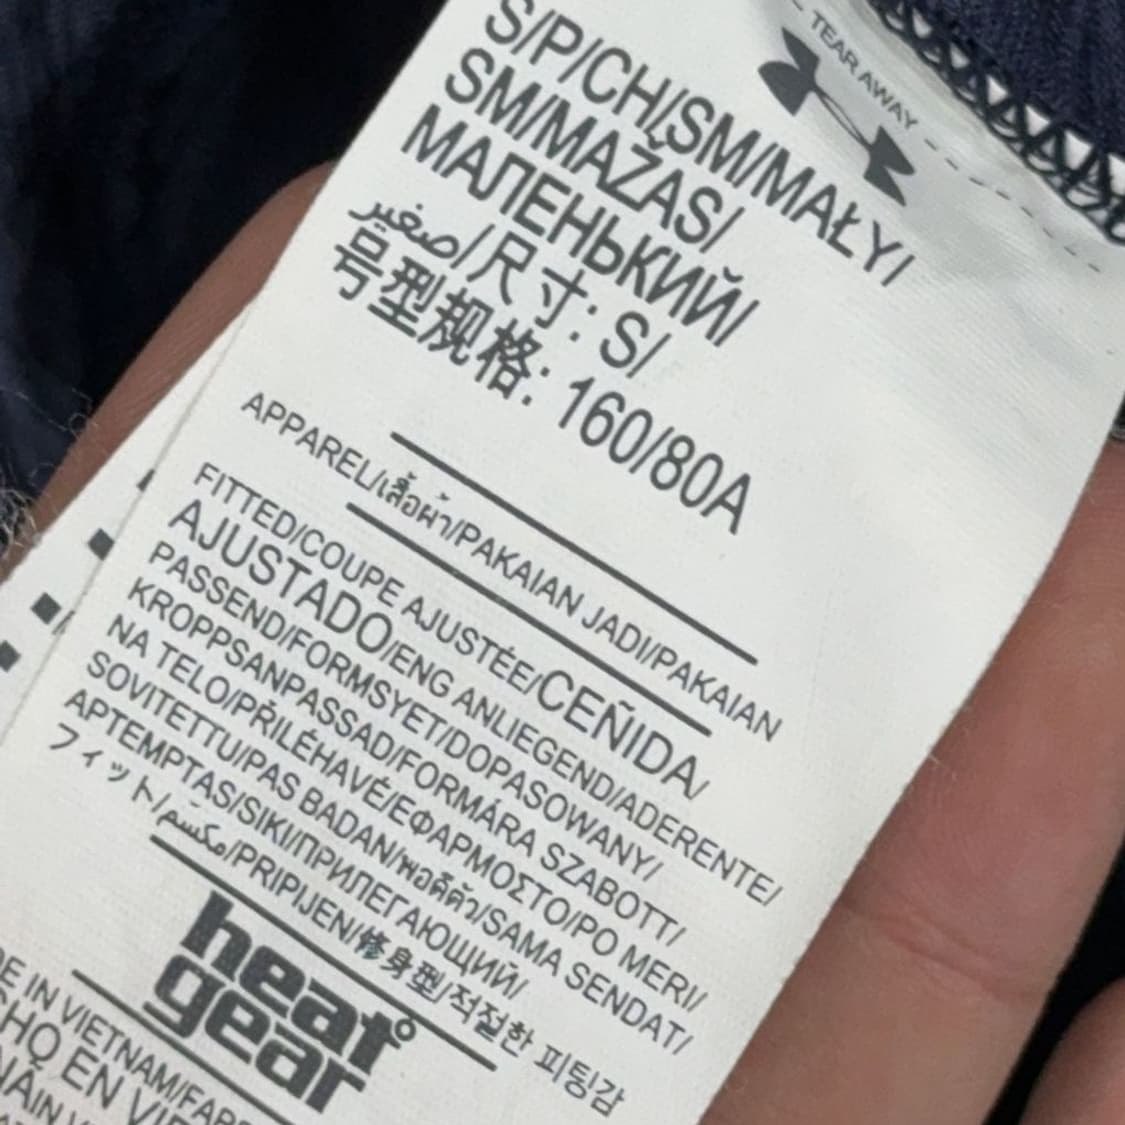 TEAR AWAY
S/P/CH/SM/MAŁY/
SM/MAŽAS/
МАЛЕНЬКИЙ/
صغير/尺寸: S/
号型规格: 160/80A
APPAREL/เสื้อผ้า/PAKAIAN JADI/PAKAIAN
FITTED/COUPE AJUSTÉE/CEÑIDA/
AJUSTADO/ENG ANLIEGEND/ADERENTE/
PASSEND/FORMSYET/DOPASOWANY/
KROPPSANPASSAD/FORMÁRA SZABOTT/
NA TELO/PŘILÉHAVÉ/ΕΦΑΡΜΟΣΤΟ/PO MERI/
SOVITETTU/PAS BADAN/พอดีตัว/SAMA SENDAT/
APTEMPTAS/SIKI/ПРИЛЕГАЮЩИЙ/
フィット/مكسم/PRIPIJEN/修身型/적절한 피팅감
heat
gear
IN VIETNAM/